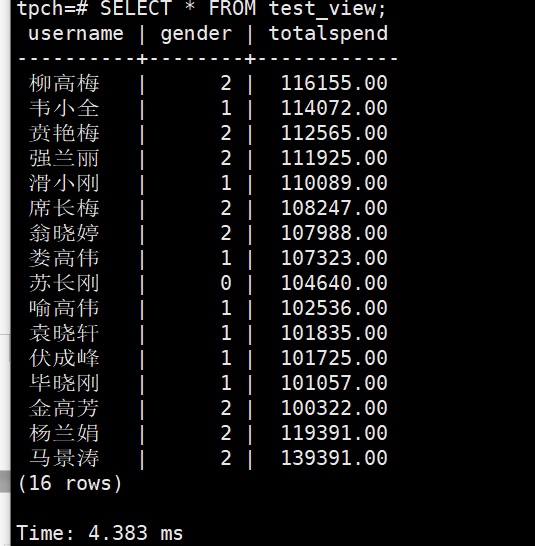 tpch=# SELECT * FROM test_view;
 username | gender | totalspend
----------+--------+------------
 柳高梅   |      2 |  116155.00
 韦小全   |      1 |  114072.00
 贲艳梅   |      2 |  112565.00
 强兰丽   |      2 |  111925.00
 滑小刚   |      1 |  110089.00
 席长梅   |      2 |  108247.00
 翁晓婷   |      2 |  107988.00
 娄高伟   |      1 |  107323.00
 苏长刚   |      0 |  104640.00
 喻高伟   |      1 |  102536.00
 袁晓轩   |      1 |  101835.00
 伏成峰   |      1 |  101725.00
 毕晓刚   |      1 |  101057.00
 金高芳   |      2 |  100322.00
 杨兰娟   |      2 |  119391.00
 马景涛   |      2 |  139391.00
(16 rows)
Time: 4.383 ms